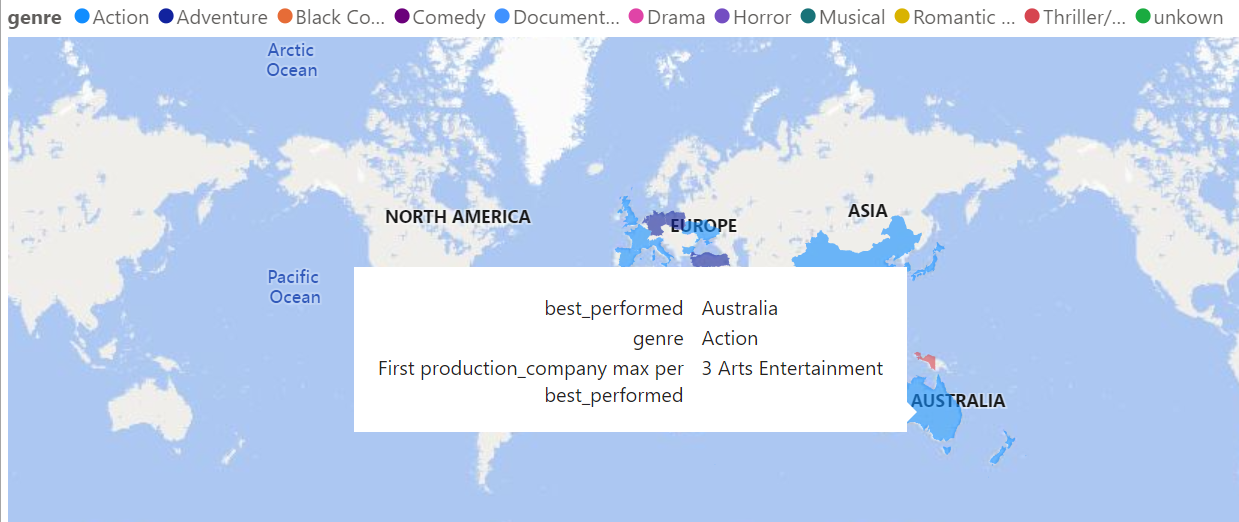 genre Action Adventure Black Co... Comedy Document... Drama Horror Musical Romantic ... Thriller/... unkown
Arctic
Ocean
NORTH AMERICA
EUROPE
ASIA
Pacific
Ocean
best_performed Australia
genre Action
First production_company max per 3 Arts Entertainment
best_performed
AUSTRALIA